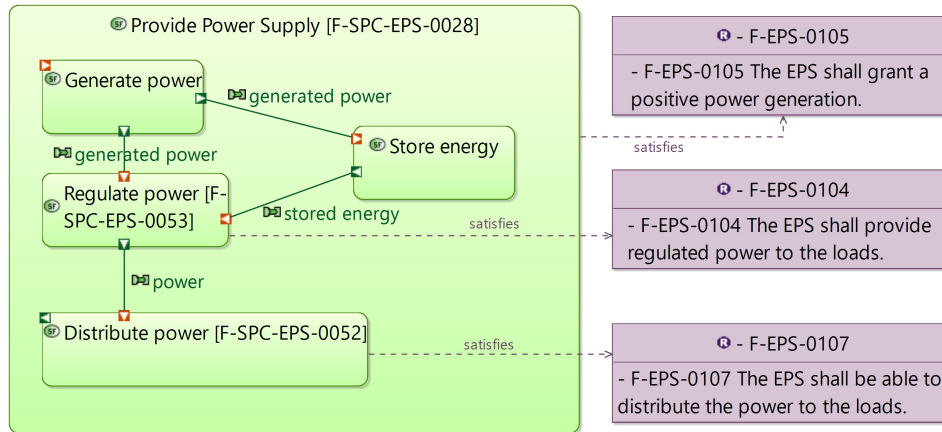 Provide Power Supply [F-SPC-EPS-0028]
Generate power
generated power
generated power
Store energy
Regulate power [F-
SPC-EPS-0053]
stored energy
power
Distribute power [F-SPC-EPS-0052]
satisfies
satisfies
satisfies
- F-EPS-0105
- F-EPS-0105 The EPS shall grant a
positive power generation.
- F-EPS-0104
- F-EPS-0104 The EPS shall provide
regulated power to the loads.
- F-EPS-0107
- F-EPS-0107 The EPS shall be able to
distribute the power to the loads.